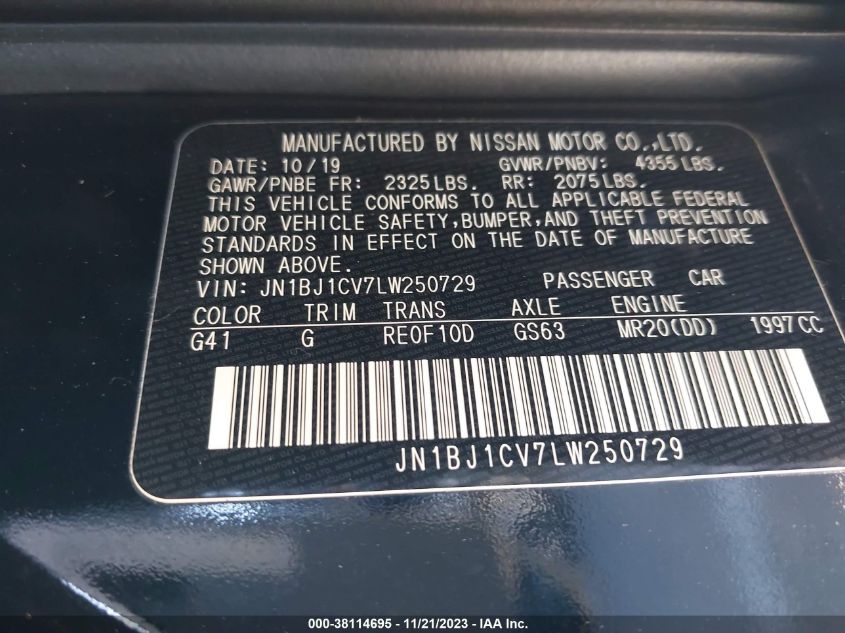 MANUFACTURED BY NISSAN MOTOR CO.,LTD.
DATE: 10/19 GVWR/PNBV: 4355LBS.
GAWR/PNBE FR: 2325LBS. RR: 2075LBS.
THIS VEHICLE CONFORMS TO ALL APPLICABLE FEDERAL
MOTOR VEHICLE SAFETY,BUMPER,AND THEFT PREVENTION
STANDARDS IN EFFECT ON THE DATE OF MANUFACTURE
SHOWN ABOVE.
VIN: JN1BJ1CV7LW250729 PASSENGER CAR
COLOR TRIM TRANS AXLE ENGINE
G41 G RE0F10D GS63 MR20(DD) 1997CC
JN1BJ1CV7LW250729
000-38114695 - 11/21/2023 - IAA Inc.